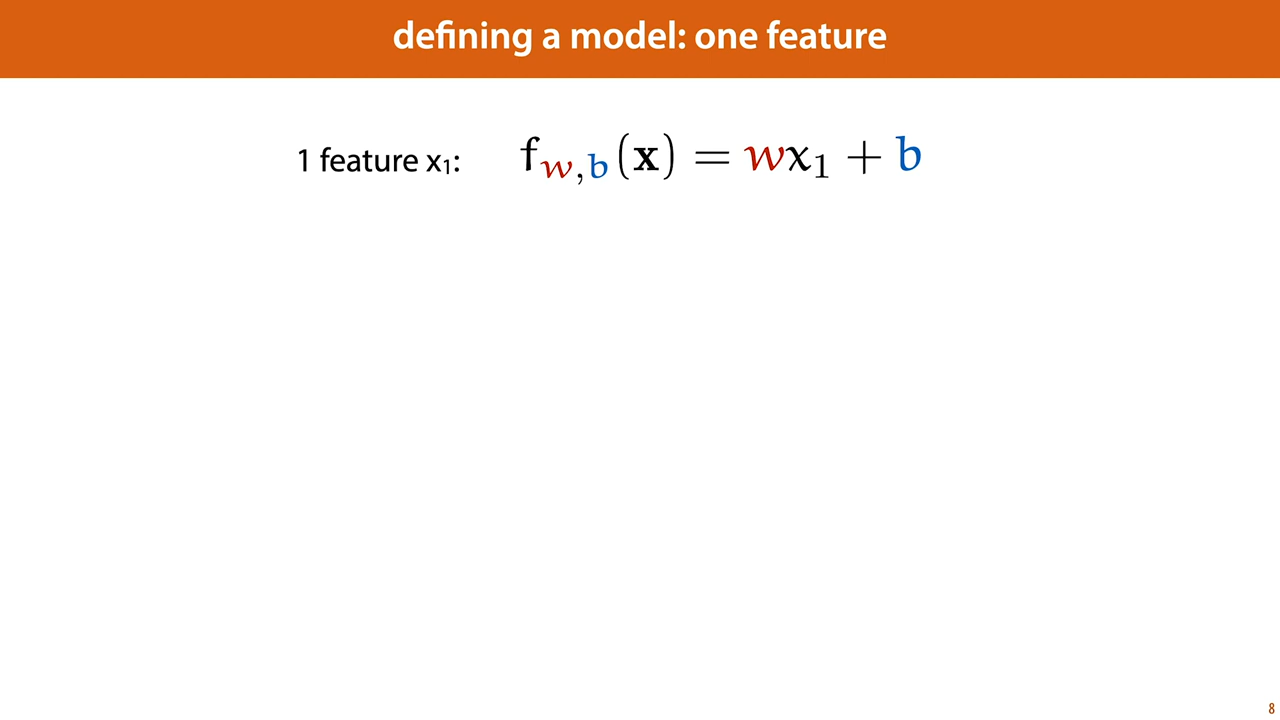 defining a model: one feature
1 feature x₁: f_{w,b}(x) = wx₁ + b
8